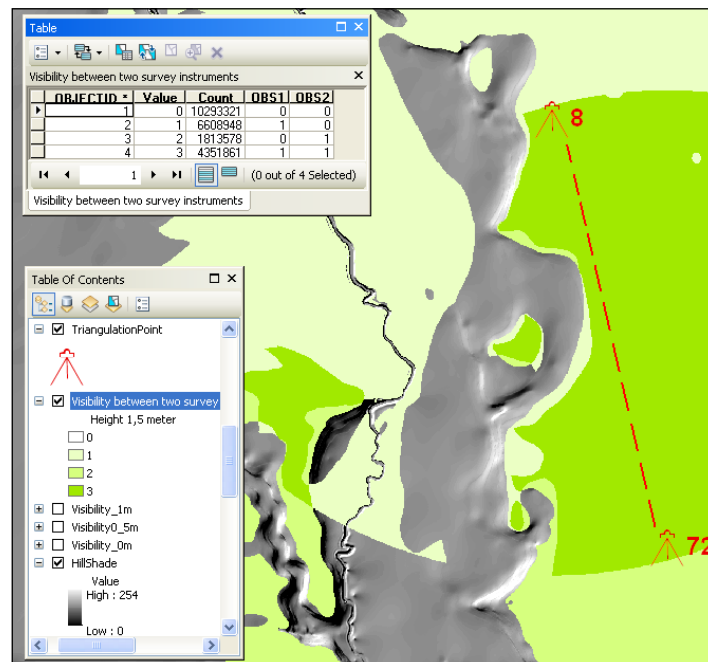 Table
Visibility between two survey instruments
OBJECTID * Value Count OBS1 OBS2
1 0 10293321 0 0
2 1 6608948 1 0
3 2 1813578 0 1
4 3 4351861 1 1
1 (0 out of 4 Selected)
Visibility between two survey instruments
8
Table Of Contents
TriangulationPoint
Visibility between two survey
Height 1,5 meter
0
1
2
3
Visibility_1m
Visibility0_5m
Visibility_0m
HillShade
Value
High : 254
Low : 0
72